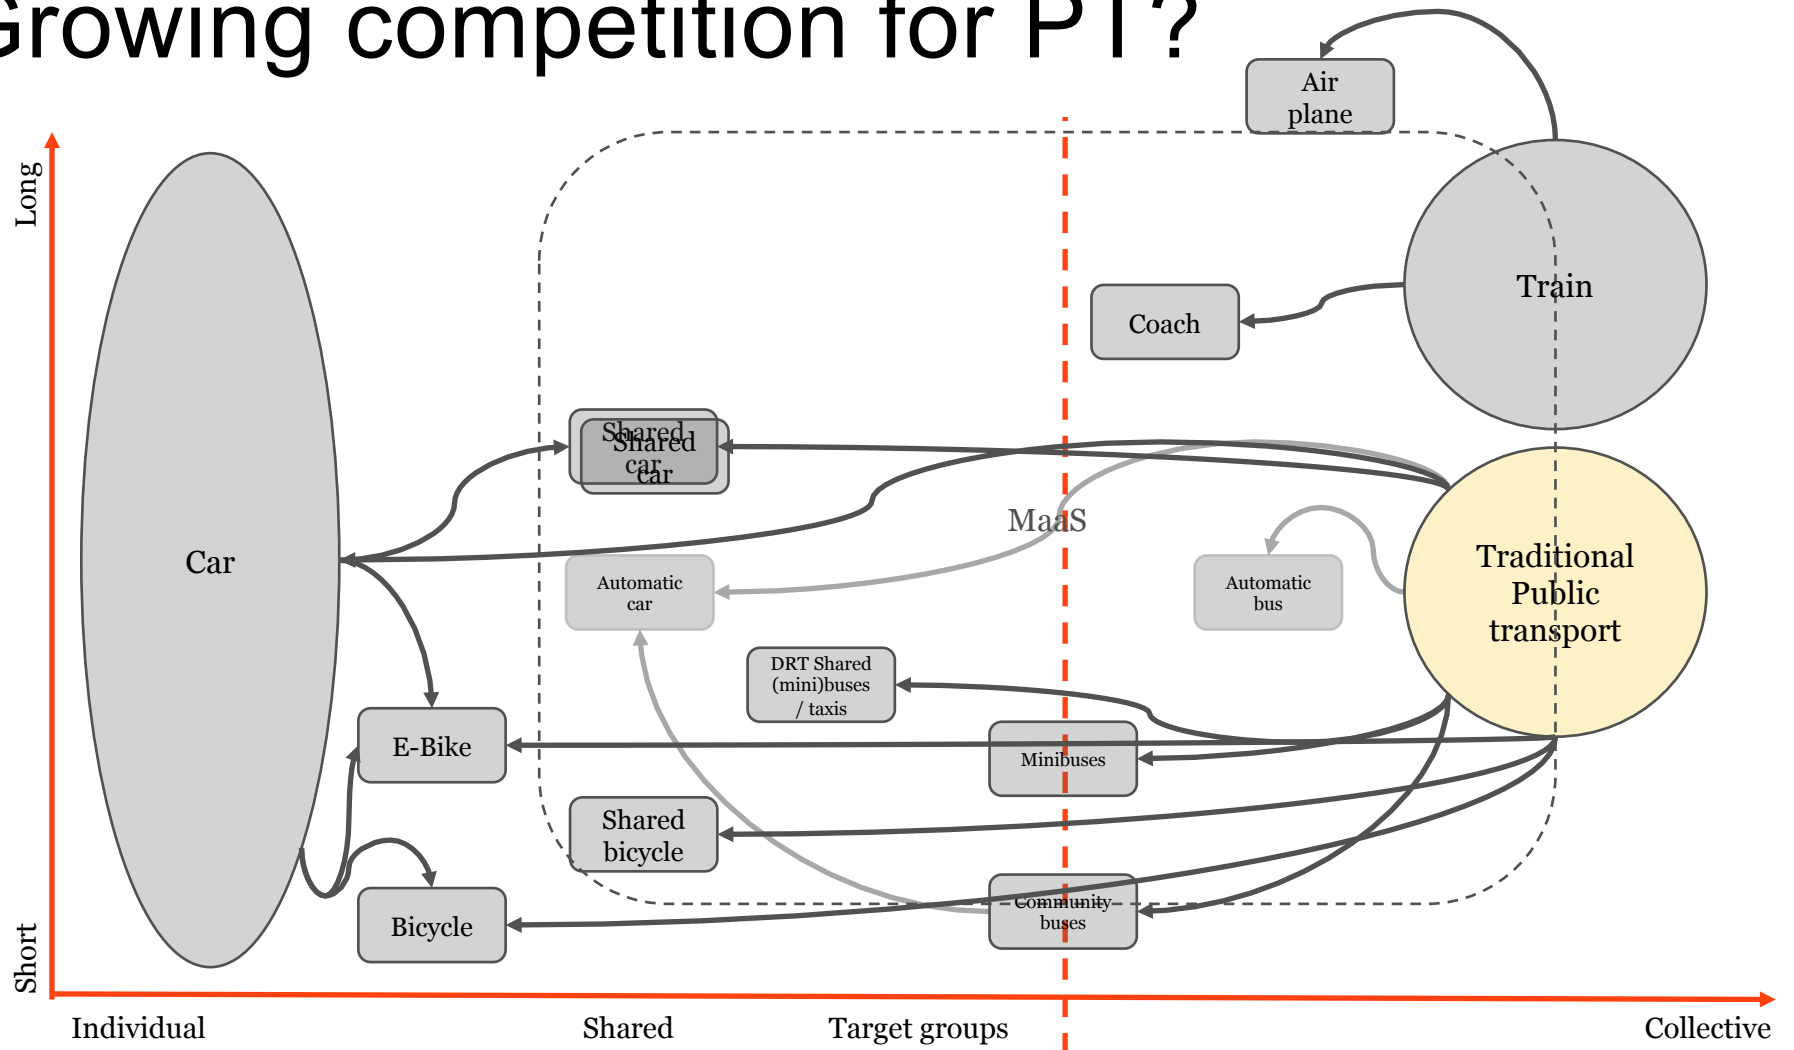 Growing competition for PT?
Air
plane
Long
Train
Coach
Shared
car
Shared
car
MaaS
Car
Automatic
car
Automatic
bus
Traditional
Public
transport
DRT Shared
(mini)buses
/ taxis
E-Bike
Minibuses
Shared
bicycle
Community
buses
Bicycle
Short
Individual
Shared
Target groups
Collective